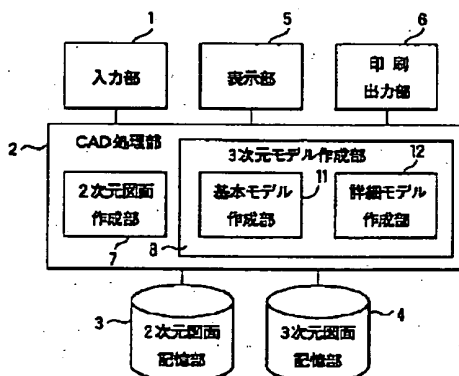 1
5
6
入力部
表示部
印刷
出力部
2
CAD処理部
3次元モデル作成部
12
2次元図面
作成部
7
8
基本モデル
作成部
11
詳細モデル
作成部
3
2次元図面
記憶部
3次元図面
記憶部
4